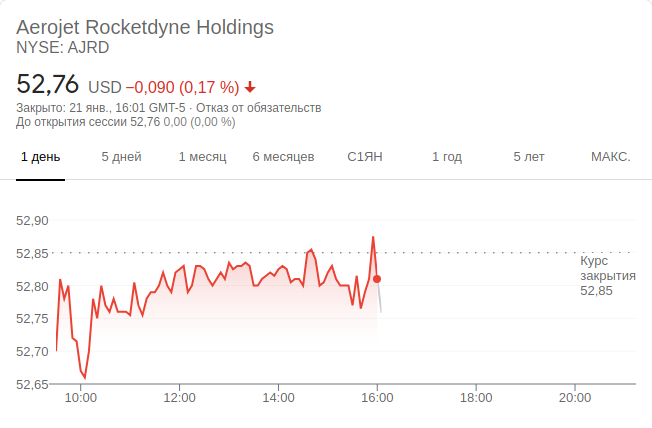 Aerojet Rocketdyne Holdings
NYSE: AJRD
52,76 USD −0,090 (0,17 %)
Закрыто: 21 янв., 16:01 GMT-5 · Отказ от обязательств
До открытия сессии 52,76 0,00 (0,00 %)
1 день 5 дней 1 месяц 6 месяцев С1ЯН 1 год 5 лет МАКС.
52,90
52,85
Курс
закрытия
52,85
52,80
52,75
52,70
52,65
10:00 12:00 14:00 16:00 18:00 20:00